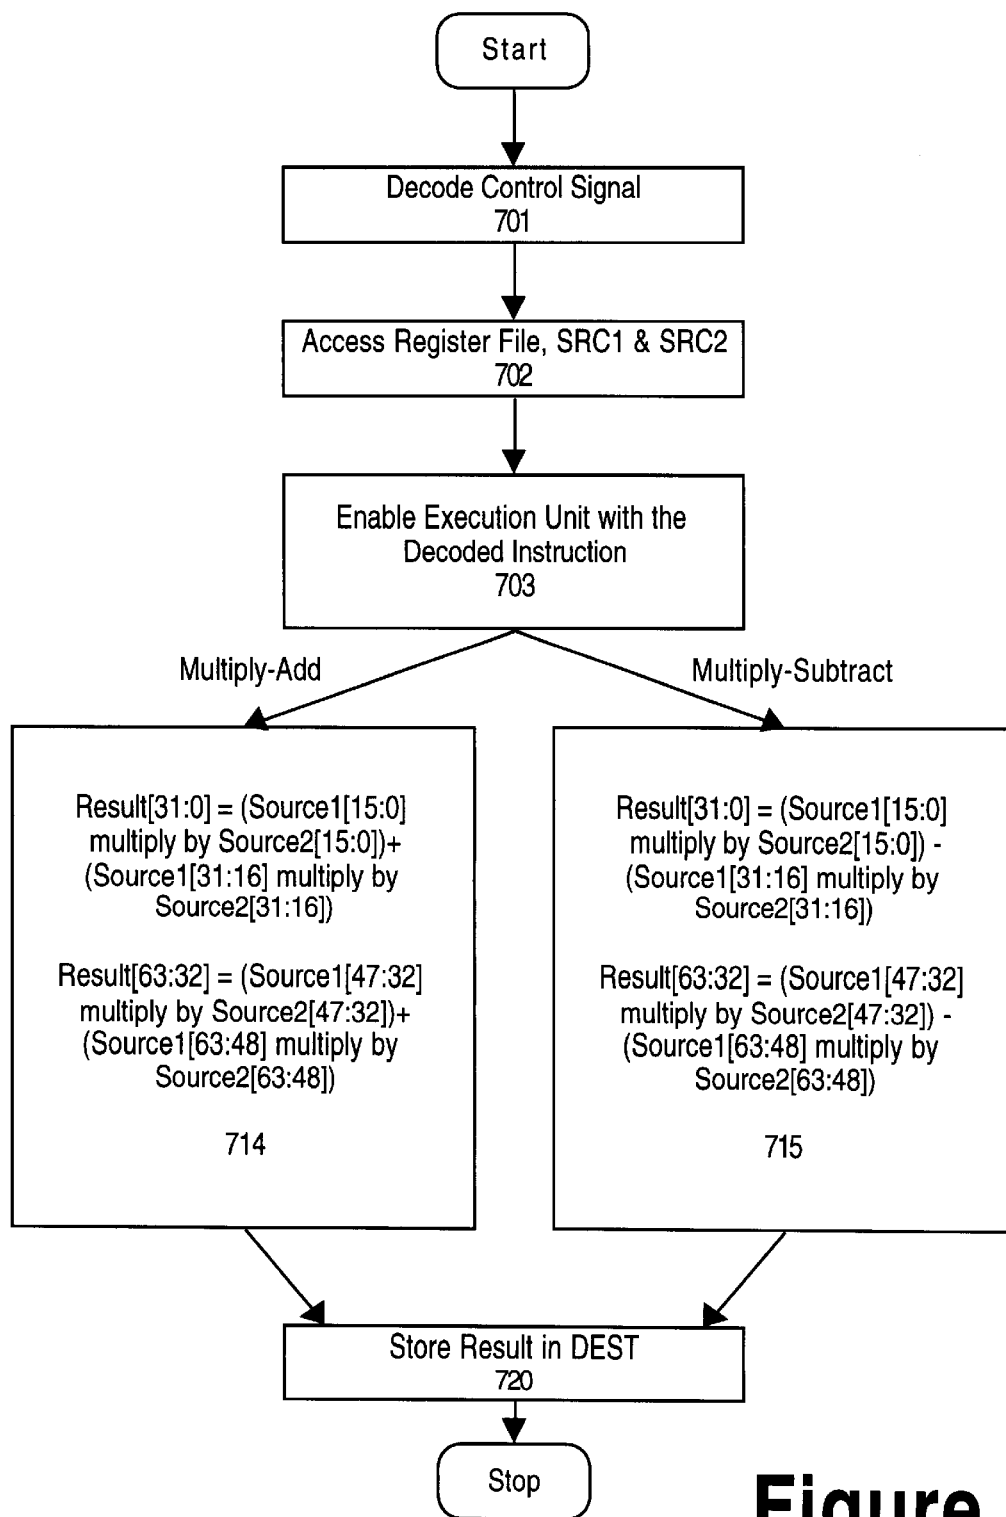 Start
Decode Control Signal
701
Access Register File, SRC1 & SRC2
702
Enable Execution Unit with the
Decoded Instruction
703
Multiply-Add
Multiply-Subtract
Result[31:0] = (Source1[15:0]
multiply by Source2[15:0])+
(Source1[31:16] multiply by
Source2[31:16])
Result[63:32] = (Source1[47:32]
multiply by Source2[47:32])+
(Source1[63:48] multiply by
Source2[63:48])
714
Result[31:0] = (Source1[15:0]
multiply by Source2[15:0]) -
(Source1[31:16] multiply by
Source2[31:16])
Result[63:32] = (Source1[47:32]
multiply by Source2[47:32]) -
(Source1[63:48] multiply by
Source2[63:48])
715
Store Result in DEST
720
Stop
Figure